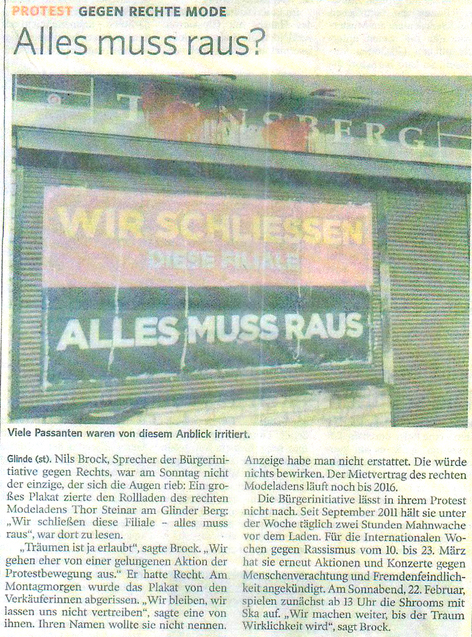 PROTEST GEGEN RECHTE MODE
Alles muss raus?
T NSBERG
WIR SCHLIESSEN
DIESE FILIALE
ALLES MUSS RAUS
Viele Passanten waren von diesem Anblick irritiert.
Glinde (st). Nils Brock, Sprecher der Bürgerini-
tiative gegen Rechts, war am Sonntag nicht
der einzige, der sich die Augen rieb: Ein gro-
ßes Plakat zierte den Rollladen des rechten
Modeladens Thor Steinar am Glinder Berg:
„Wir schließen diese Filiale – alles muss
raus", war dort zu lesen.
„Träumen ist ja erlaubt", sagte Brock. „Wir
gehen eher von einer gelungenen Aktion der
Protestbewegung aus." Er hatte Recht. Am
Montagmorgen wurde das Plakat von den
Verkäuferinnen abgerissen. „Wir bleiben, wir
lassen uns nicht vertreiben", sagte eine von
ihnen. Ihren Namen wollte sie nicht nennen.
Anzeige habe man nicht erstattet. Die würde
nichts bewirken. Der Mietvertrag des rechten
Modeladens läuft noch bis 2016.
Die Bürgerinitiative lässt in ihrem Protest
nicht nach. Seit September 2011 hält sie unter
der Woche täglich zwei Stunden Mahnwache
vor dem Laden. Für die Internationalen Wo-
chen gegen Rassismus vom 10. bis 23. März
hat sie erneut Aktionen und Konzerte gegen
Menschenverachtung und Fremdenfeindlich-
keit angekündigt. Am Sonnabend, 22. Februar,
spielen zunächst ab 13 Uhr die Shrooms mit
Ska auf. „Wir machen weiter, bis der Traum
Wirklichkeit wird", sagt Brock.